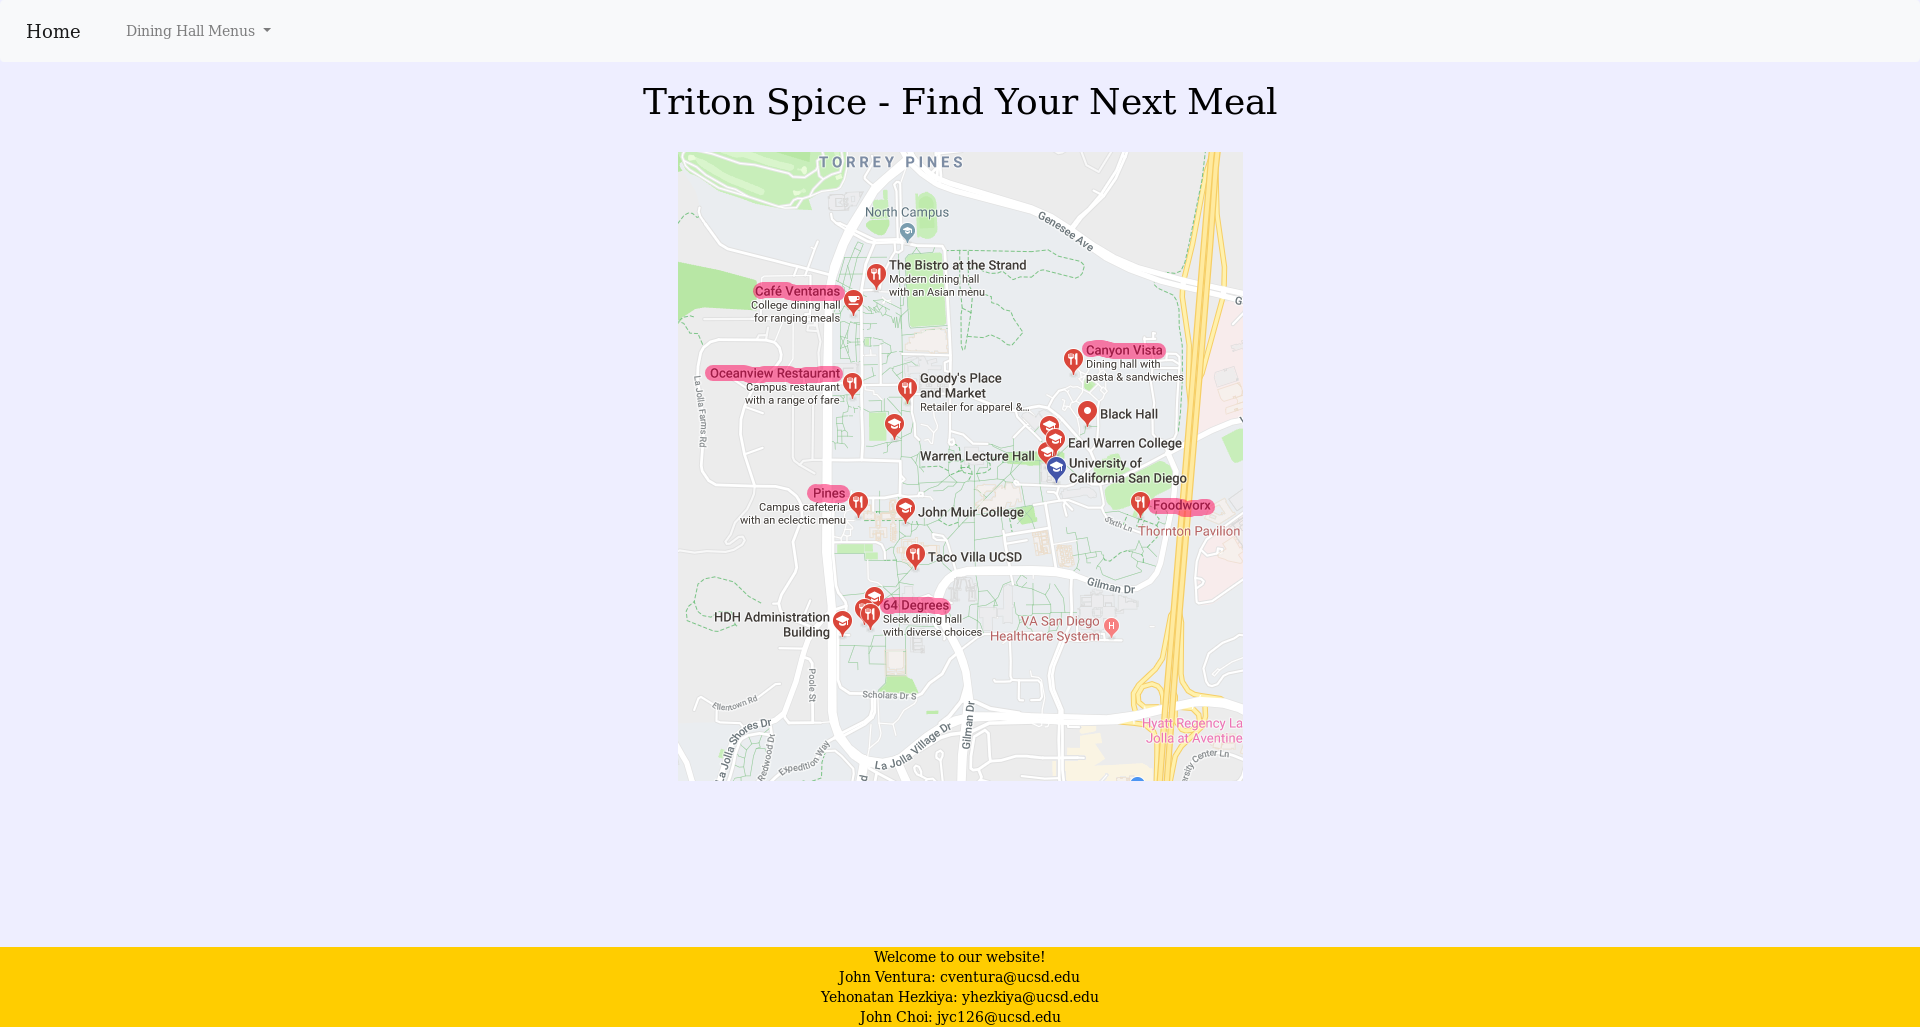 Home
Dining Hall Menus
Triton Spice - Find Your Next Meal
TORREY PINES
North Campus
Genesee Ave
The Bistro at the Strand
Modern dining hall
with an Asian menu
Café Ventanas
College dining hall
for ranging meals
G
Canyon Vista
Dining hall with
pasta & sandwiches
Oceanview Restaurant
Campus restaurant
with a range of fare
Goody's Place
and Market
Retailer for apparel &...
La Jolla Farms Rd
Black Hall
Earl Warren College
Warren Lecture Hall
University of
California San Diego
Pines
Campus cafeteria
with an eclectic menu
John Muir College
Foodworx
Sixth Ln
Thornton Pavilion
Taco Villa UCSD
Gilman Dr
64 Degrees
Sleek dining hall
with diverse choices
HDH Administration
Building
VA San Diego
Healthcare System
H
Poole St
Scholars Dr S
Ellentown Rd
La Jolla Shores Dr
Redwood Dr
Expedition Way
La Jolla Village Dr
Gilman Dr
Hyatt Regency La
Jolla at Aventine
ersity Center Ln
d
Welcome to our website!
John Ventura: cventura@ucsd.edu
Yehonatan Hezkiya: yhezkiya@ucsd.edu
John Choi: jyc126@ucsd.edu